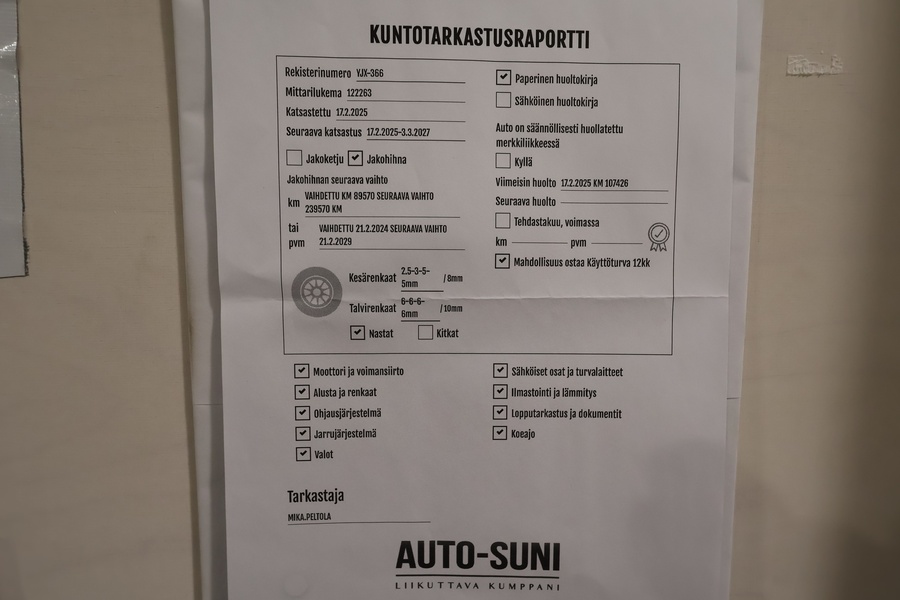 KUNTOTARKASTUSRAPORTTI
Rekisterinumero YJX-366
Mittarilukema 122263
Katsastettu 17.2.2025
Seuraava katsastus 17.2.2025-3.3.2027
Jakoketju Jakohihna
Jakohihnan seuraava vaihto
km VAIHDETTU KM 89570 SEURAAVA VAIHTO
239570 KM
tai VAIHDETTU 21.2.2024 SEURAAVA VAIHTO
pvm 21.2.2029
Kesärenkaat 2.5-3-5-
5mm /8mm
Talvirenkaat 6-6-6-
6mm /10mm
Nastat Kitkat
Paperinen huoltokirja
Sähköinen huoltokirja
Auto on säännöllisesti huollatettu
merkkiliikkeessä
Kyllä
Viimeisin huolto 17.2.2025 KM 107426
Seuraava huolto
Tehdastakuu, voimassa
km pvm
Mahdollisuus ostaa Käyttöturva 12kk
Moottori ja voimansiirto
Alusta ja renkaat
Ohjausjärjestelmä
Jarrujärjestelmä
Valot
Sähköiset osat ja turvalaitteet
Ilmastointi ja lämmitys
Lopputarkastus ja dokumentit
Koeajo
Tarkastaja
MIKA.PELTOLA
AUTO-SUNI
LIIKUTTAVA KUMPPANI